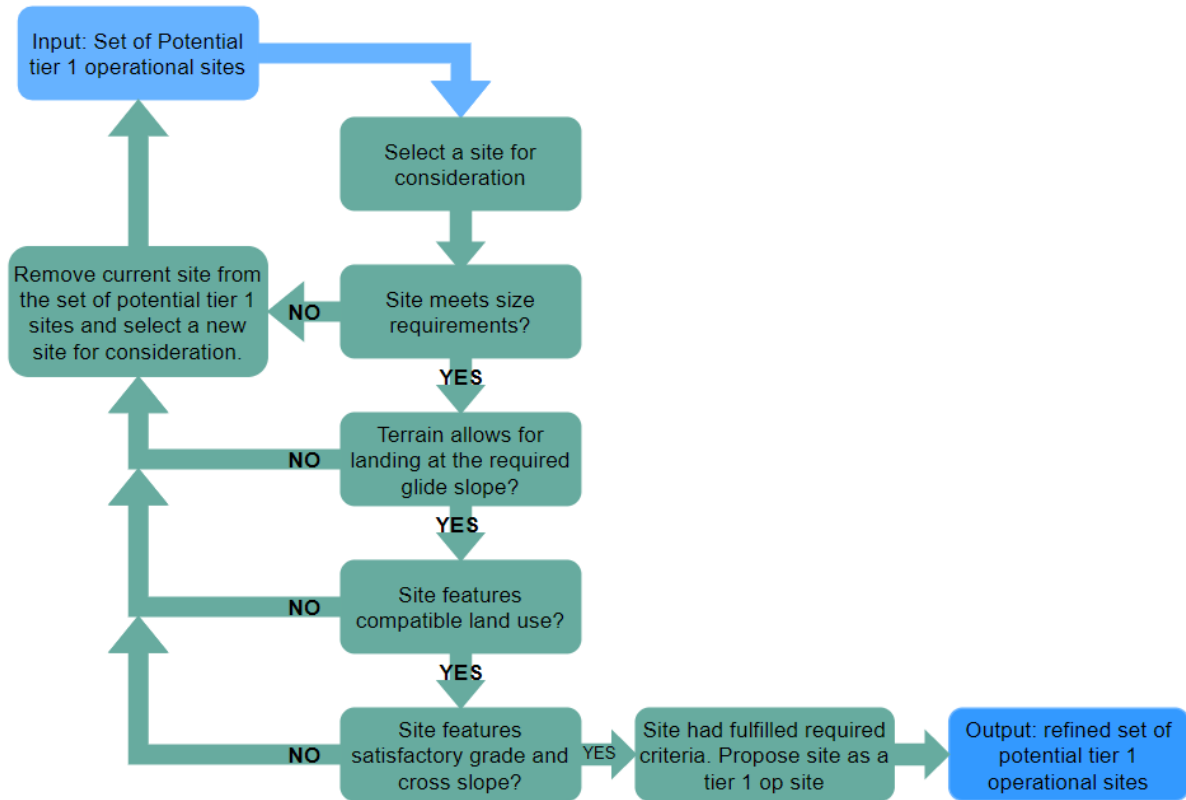 Input: Set of Potential
tier 1 operational sites
Select a site for
consideration
Remove current site from
the set of potential tier 1
sites and select a new
site for consideration.
NO
Site meets size
requirements?
YES
Terrain allows for
landing at the required
glide slope?
NO
YES
Site features
compatible land use?
NO
YES
Site features
satisfactory grade and
cross slope?
NO
YES
Site had fulfilled required
criteria. Propose site as a
tier 1 op site
Output: refined set of
potential tier 1
operational sites